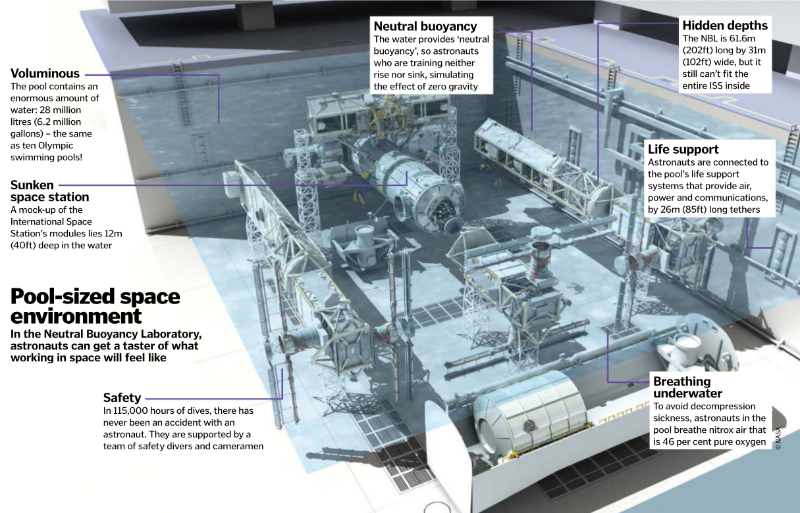 Neutral buoyancy
The water provides ‘neutral
buoyancy’, so astronauts
who are training neither
rise nor sink, simulating
the effect of zero gravity
Hidden depths
The NBL is 61.6m
(202ft) long by 31m
(102ft) wide, but it
still can’t fit the
entire ISS inside
Voluminous
The pool contains an
enormous amount of
water: 28 million
litres (6.2 million
gallons) – the same
as ten Olympic
swimming pools!
Life support
Astronauts are connected to
the pool’s life support
systems that provide air,
power and communications,
by 26m (85ft) long tethers
Sunken
space station
A mock-up of the
International Space
Station’s modules lies 12m
(40ft) deep in the water
Pool-sized space
environment
In the Neutral Buoyancy Laboratory,
astronauts can get a taster of what
working in space will feel like
Safety
In 115,000 hours of dives, there has
never been an accident with an
astronaut. They are supported by a
team of safety divers and cameramen
Breathing
underwater
To avoid decompression
sickness, astronauts in the
pool breathe nitrox air that
is 46 per cent pure oxygen
© NASA